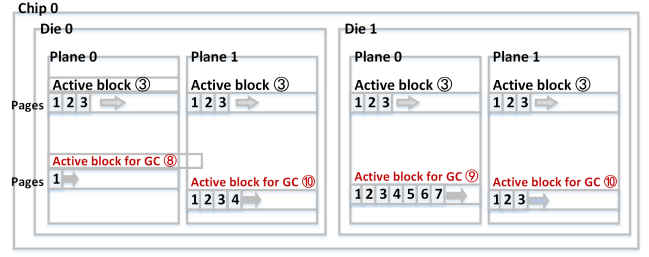 Chip 0
Die 0
Die 1
Plane 0
Plane 1
Plane 0
Plane 1
Active block ③
Active block ③
Active block ③
Active block ③
Pages
1 2 3
1 2 3
1 2 3
1 2 3
Active block for GC ⑧
Active block for GC ⑩
Active block for GC ⑨
Active block for GC ⑩
Pages
1
1 2 3 4
1 2 3 4 5 6 7
1 2 3